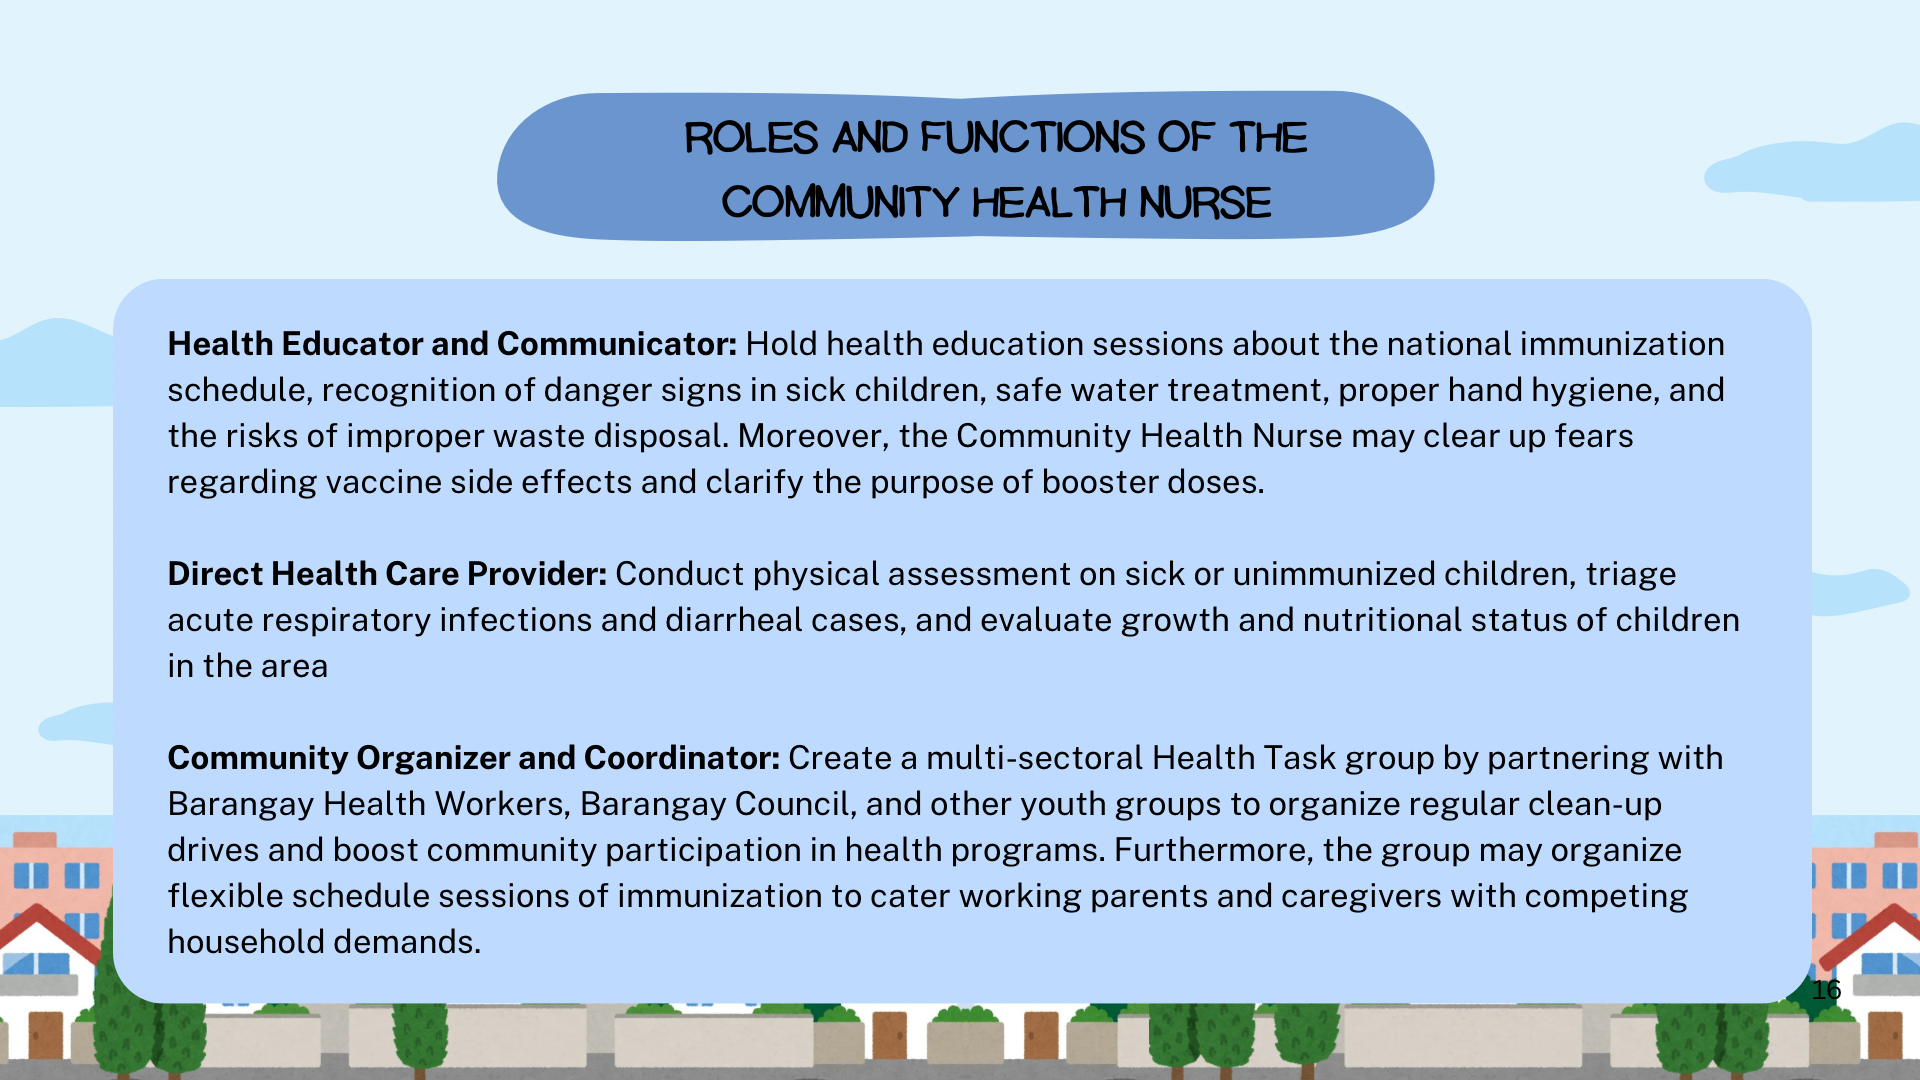 ROLES AND FUNCTIONS OF THE
COMMUNITY HEALTH NURSE
Health Educator and Communicator: Hold health education sessions about the national immunization
schedule, recognition of danger signs in sick children, safe water treatment, proper hand hygiene, and
the risks of improper waste disposal. Moreover, the Community Health Nurse may clear up fears
regarding vaccine side effects and clarify the purpose of booster doses.
Direct Health Care Provider: Conduct physical assessment on sick or unimmunized children, triage
acute respiratory infections and diarrheal cases, and evaluate growth and nutritional status of children
in the area
Community Organizer and Coordinator: Create a multi-sectoral Health Task group by partnering with
Barangay Health Workers, Barangay Council, and other youth groups to organize regular clean-up
drives and boost community participation in health programs. Furthermore, the group may organize
flexible schedule sessions of immunization to cater working parents and caregivers with competing
household demands.
16